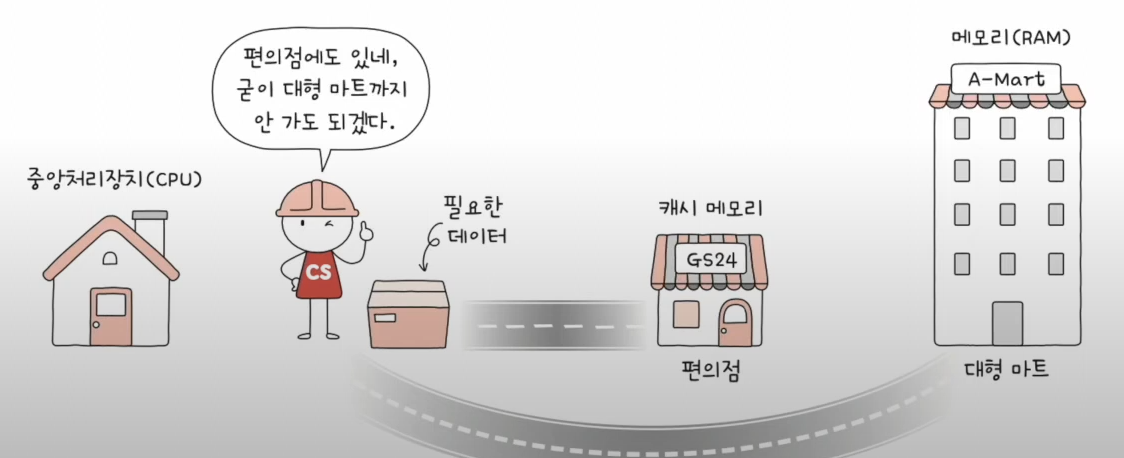 편의점에도 있네,
굳이 대형 마트까지
안 가도 되겠다.
중앙처리장치(CPU)
CS
필요한
데이터
캐시 메모리
GS24
편의점
메모리(RAM)
A-Mart
대형 마트